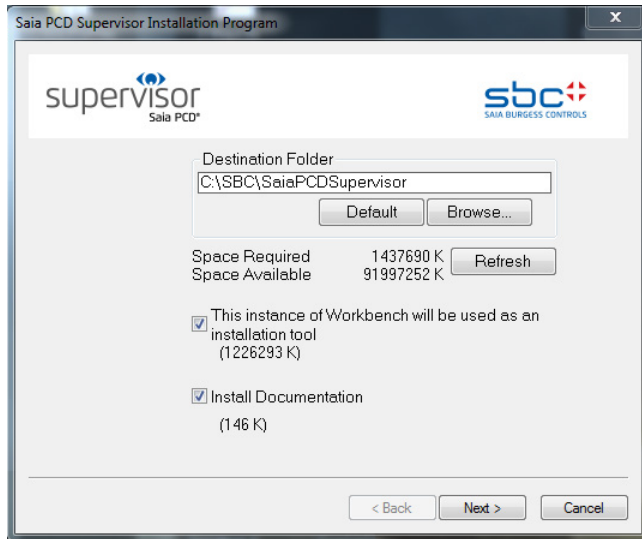 Saia PCD Supervisor Installation Program
x
supervisor
Saia PCD®
sbc
SAIA BURGESS CONTROLS
Destination Folder
C:\SBC\SaiaPCDSupervisor
Default Browse...
Space Required 1437690 K
Space Available 91997252 K
Refresh
This instance of Workbench will be used as an
installation tool
(1226293 K)
Install Documentation
(146 K)
< Back Next > Cancel